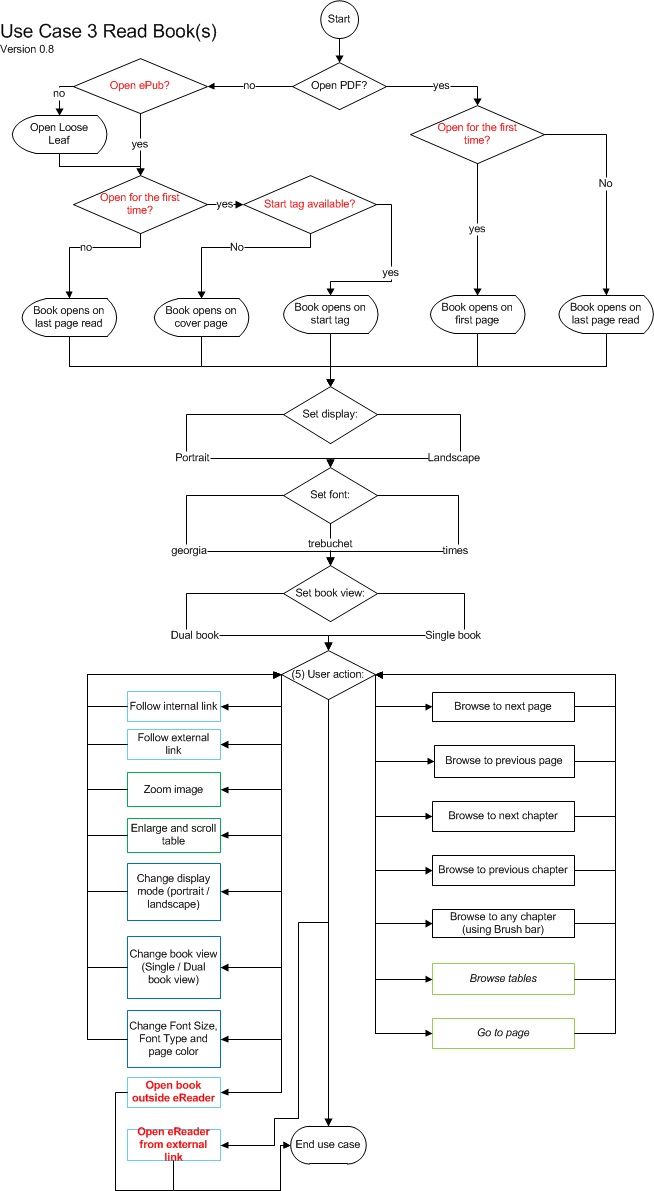 Use Case 3 Read Book(s)
Version 0.8
Start
Open ePub?
no
Open PDF?
yes
no
Open Loose
Leaf
yes
Open for the first
time?
No
Open for the first
time?
yes
Start tag available?
yes
no
No
yes
Book opens on
last page read
Book opens on
cover page
Book opens on
start tag
Book opens on
first page
Book opens on
last page read
Set display:
Portrait
Landscape
Set font:
georgia
trebuchet
times
Set book view:
Dual book
Single book
(5) User action:
Follow internal link
Follow external
link
Zoom image
Enlarge and scroll
table
Change display
mode (portrait /
landscape)
Change book view
(Single / Dual
book view)
Change Font Size,
Font Type and
page color
Open book
outside eReader
Open eReader
from external
link
Browse to next page
Browse to previous page
Browse to next chapter
Browse to previous chapter
Browse to any chapter
(using Brush bar)
Browse tables
Go to page
End use case